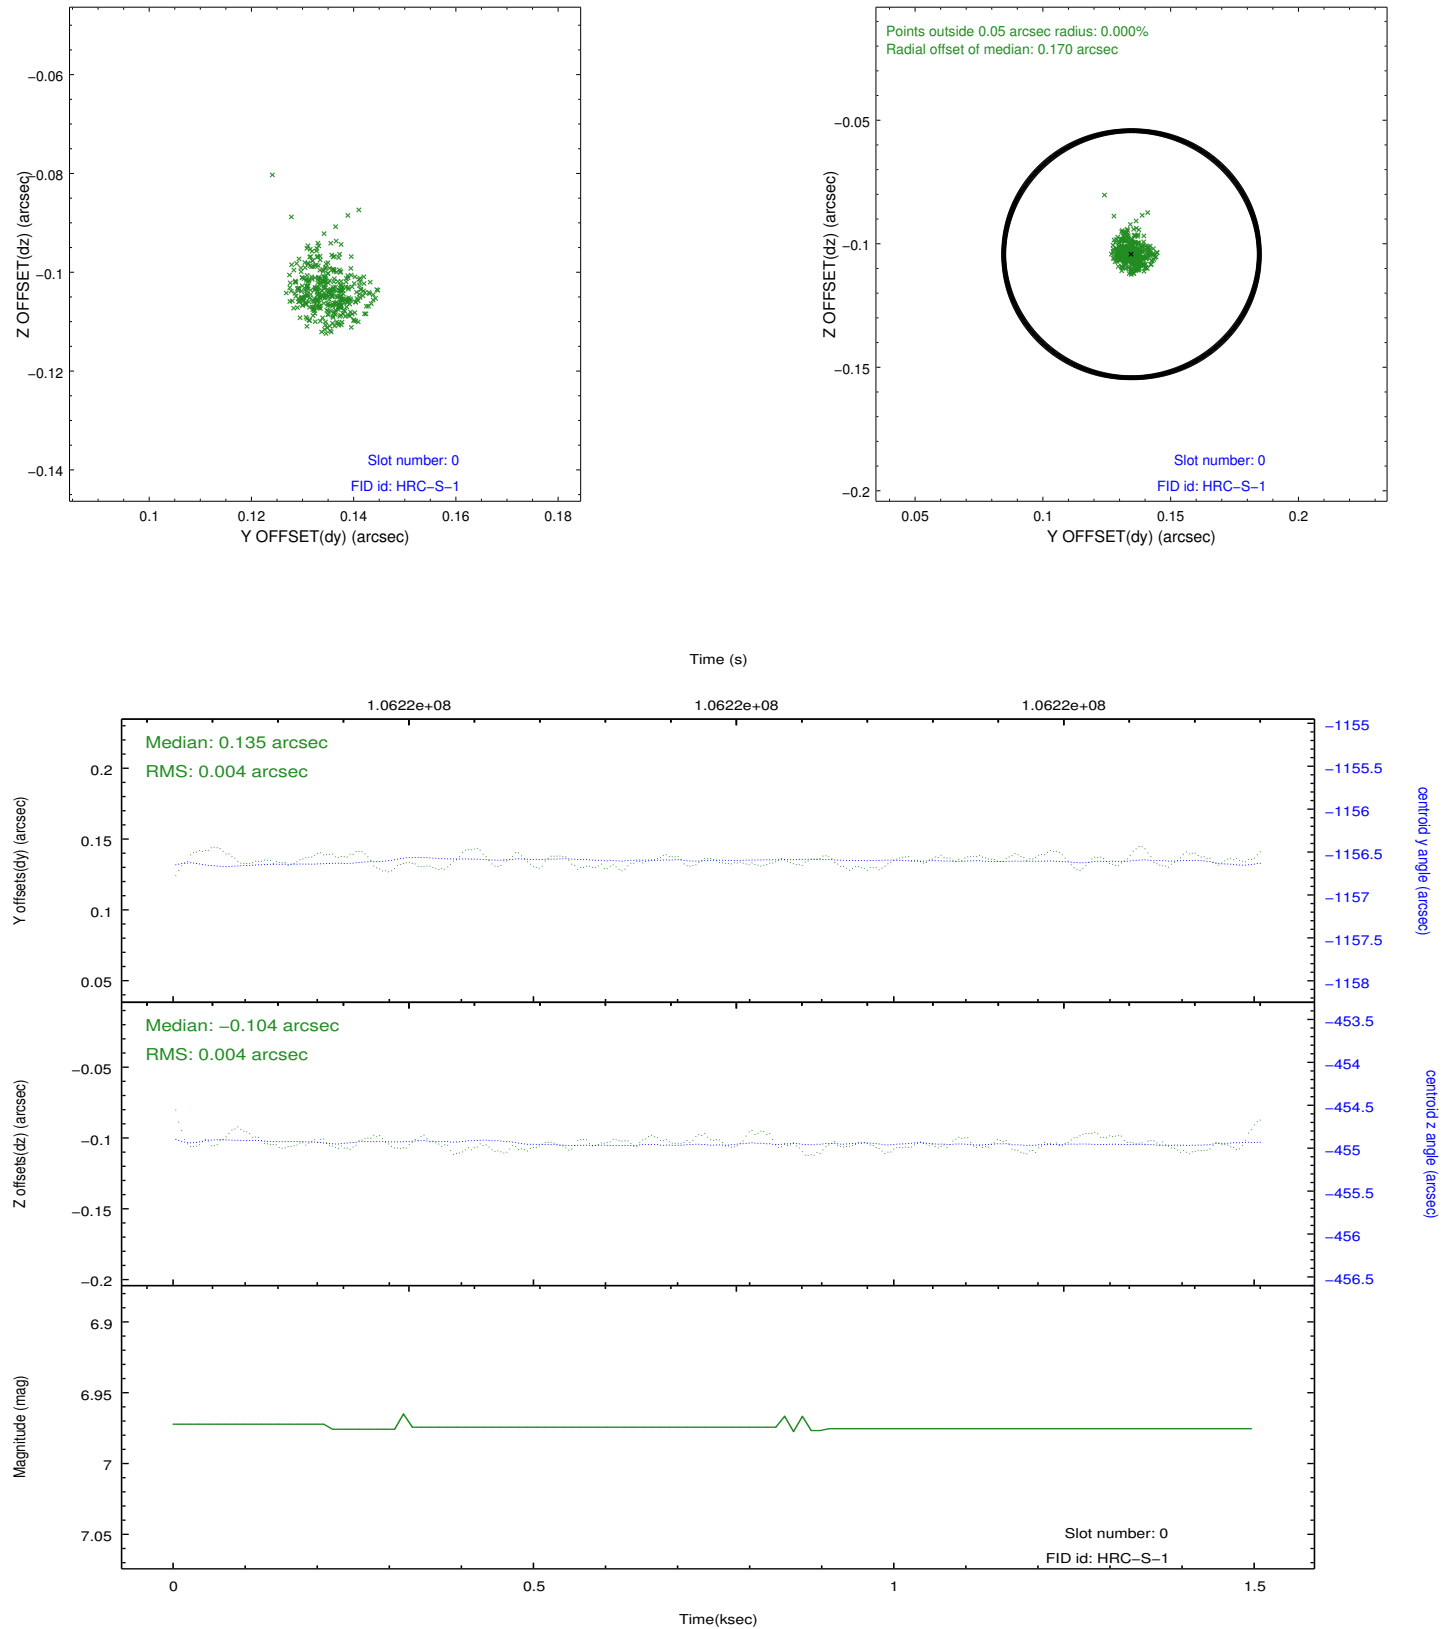 −0.06
−0.08
−0.1
−0.12
−0.14
Z OFFSET(dz) (arcsec)
0.1
0.12
0.14
0.16
0.18
Y OFFSET(dy) (arcsec)
Slot number: 0
FID id: HRC−S−1
Points outside 0.05 arcsec radius: 0.000%
Radial offset of median: 0.170 arcsec
−0.05
−0.1
−0.15
−0.2
Z OFFSET(dz) (arcsec)
0.05
0.1
0.15
0.2
Y OFFSET(dy) (arcsec)
Slot number: 0
FID id: HRC−S−1
Time (s)
1.0622e+08
1.0622e+08
1.0622e+08
Median: 0.135 arcsec
RMS: 0.004 arcsec
0.2
0.15
0.1
0.05
Y offsets(dy) (arcsec)
−1155
−1155.5
−1156
−1156.5
−1157
−1157.5
−1158
centroid y angle (arcsec)
Median: −0.104 arcsec
RMS: 0.004 arcsec
−0.05
−0.1
−0.15
−0.2
Z offsets(dz) (arcsec)
−453.5
−454
−454.5
−455
−455.5
−456
−456.5
centroid z angle (arcsec)
6.9
6.95
7
7.05
Magnitude (mag)
Slot number: 0
FID id: HRC−S−1
0
0.5
1
1.5
Time(ksec)